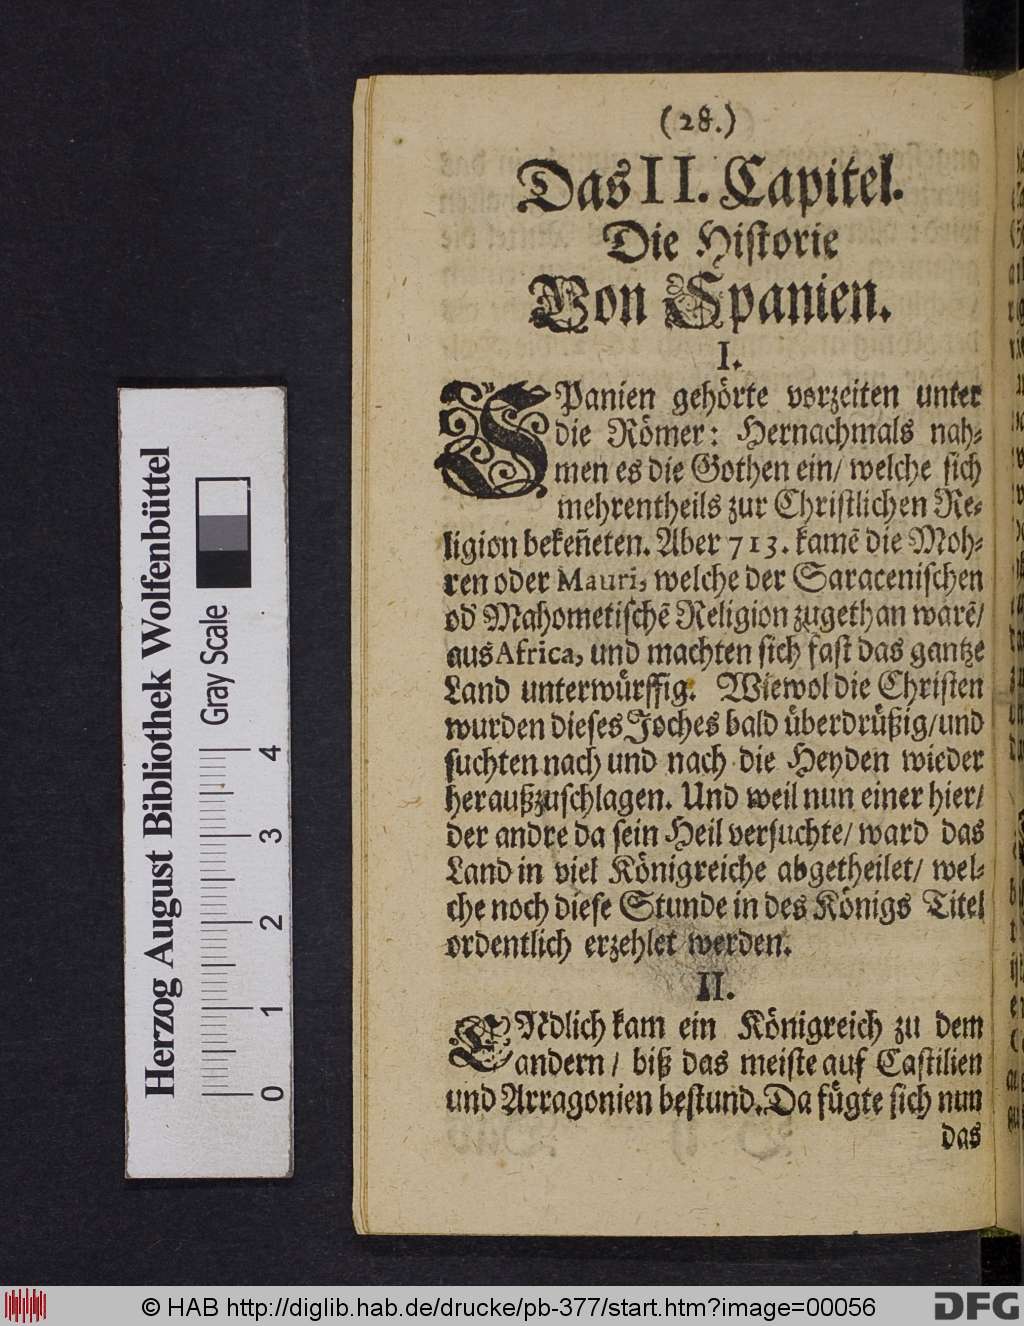 (28.)
Das II. Capitel.
Die Historie
Von Spanien.
I.
SPanien gehörte vorzeiten unter
die Römer: Hernachmals nah⸗
men es die Gothen ein/ welche sich
mehrentheils zur Christlichen Re⸗
ligion bekeñeten. Aber 713. kamẽ die Moh⸗
ren oder Mauri, welche der Saracenischen
od' Mahometischẽ Religion zugethan warẽ/
aus Africa, und machten sich fast das gantze
Land unterwürffig. Wiewol die Christen
wurden dieses Joches bald überdrüßig/und
suchten nach und nach die Heyden wieder
heraußzuschlagen. Und weil nun einer hier/
der andre da sein Heil versuchte/ ward das
Land in viel Königreiche abgetheilet/ wel⸗
che noch diese Stunde in des Königs Titel
ordentlich erzehlet werden.
II.
ENdlich kam ein Königreich zu dem
andern/ biß das meiste auf Castilien
und Arragonien bestund. Da fügte sich nun
das
Herzog August Bibliothek Wolfenbüttel
Gray Scale
0 1 2 3 4
© HAB http://diglib.hab.de/drucke/pb-377/start.htm?image=00056
DFG